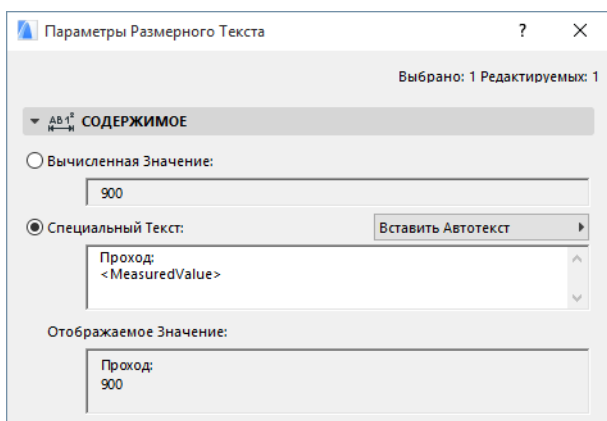 Параметры Размерного Текста
Выбрано: 1 Редактируемых: 1
СОДЕРЖИМОЕ
Вычисленная Значение:
900
Специальный Текст:
Вставить Автотекст
Проход:
<MeasuredValue>
Отображаемое Значение:
Проход:
900